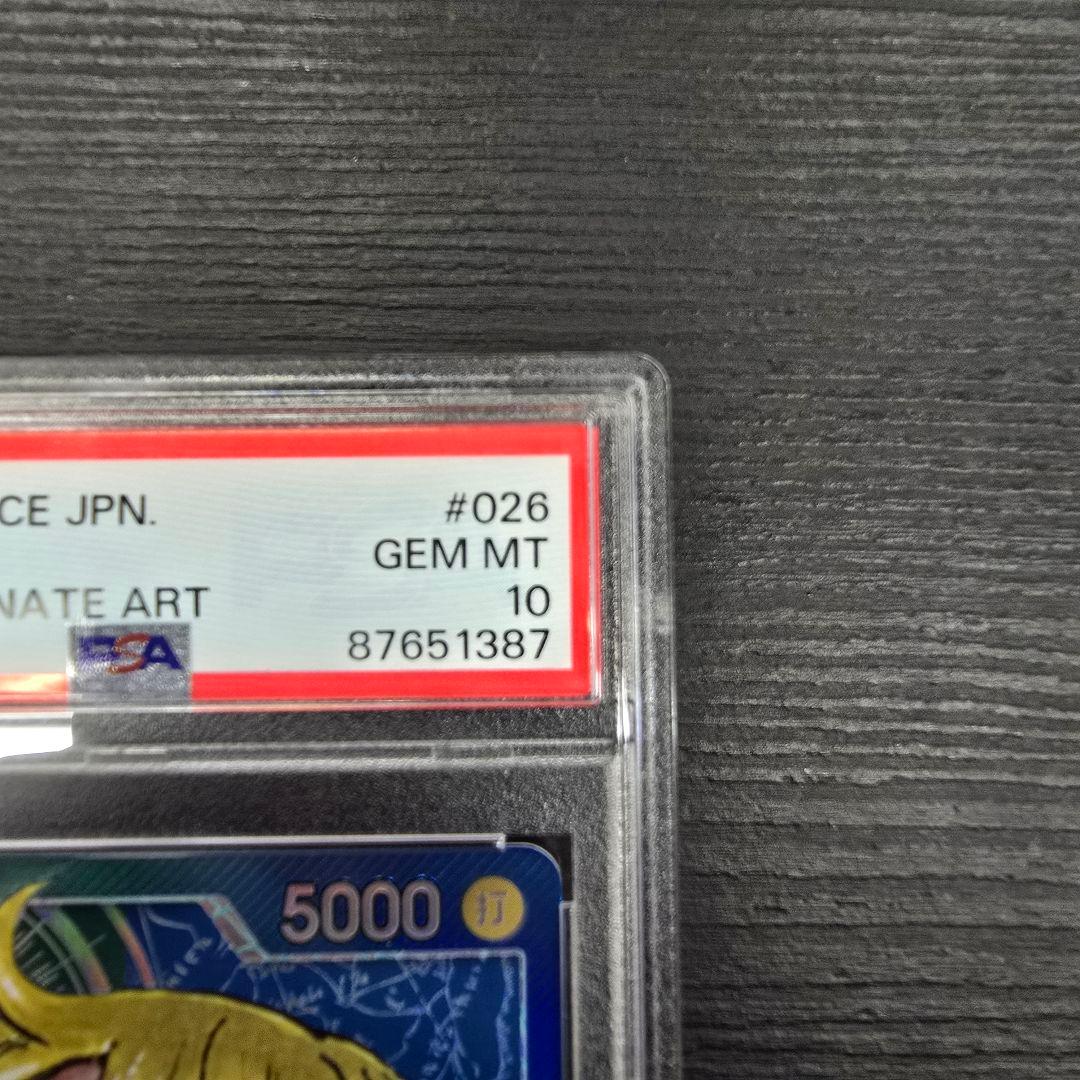 CE JPN. #026
GEM MT
NATE ART 10
PSA 87651387
5000 打